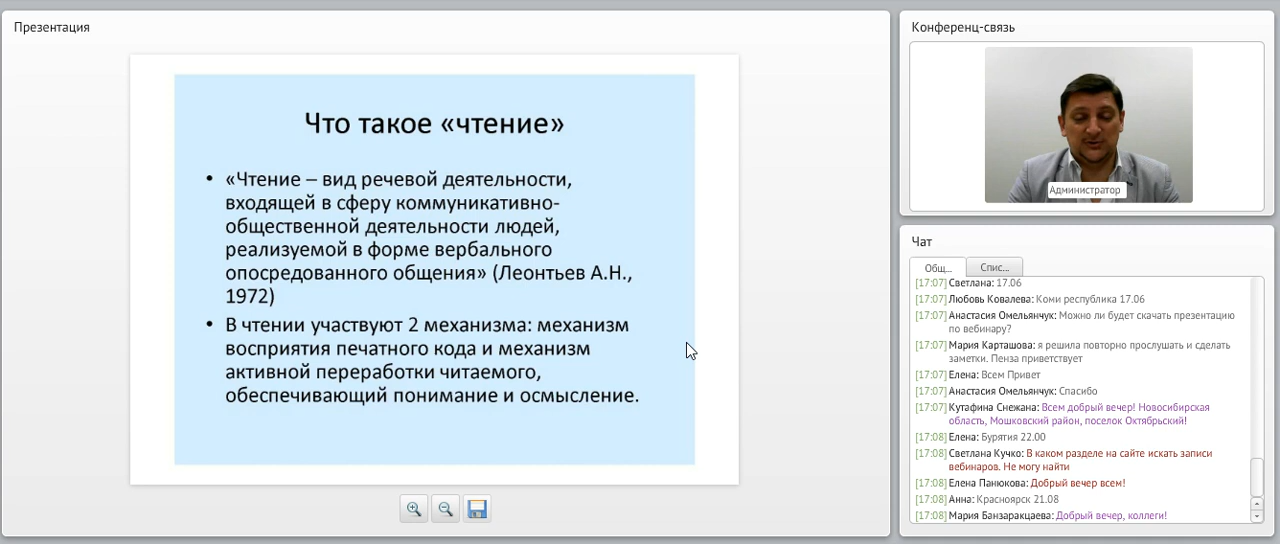 Презентация
Что такое «чтение»
• «Чтение – вид речевой деятельности,
входящей в сферу коммуникативно-
общественной деятельности людей,
реализуемой в форме вербального
опосредованного общения» (Леонтьев А.Н.,
1972)
• В чтении участвуют 2 механизма: механизм
восприятия печатного кода и механизм
активной переработки читаемого,
обеспечивающий понимание и осмысление.
Конференц-связь
Администратор
Чат
Общ... Спис...
[17:07] Светлана: 17.06
[17:07] Любовь Ковалева: Коми республика 17.06
[17:07] Анастасия Омельянчук: Можно ли будет скачать презентацию
по вебинару?
[17:07] Мария Карташова: я решила повторно прослушать и сделать
заметки. Пенза приветствует
[17:07] Елена: Всем Привет
[17:07] Анастасия Омельянчук: Спасибо
[17:07] Кутафина Снежана: Всем добрый вечер! Новосибирская
область, Мошковский район, поселок Октябрьский!
[17:08] Елена: Бурятия 22.00
[17:08] Светлана Кучко: В каком разделе на сайте искать записи
вебинаров. Не могу найти
[17:08] Елена Панюкова: Добрый вечер всем!
[17:08] Анна: Красноярск 21.08
[17:08] Мария Банзаракцаева: Добрый вечер, коллеги!